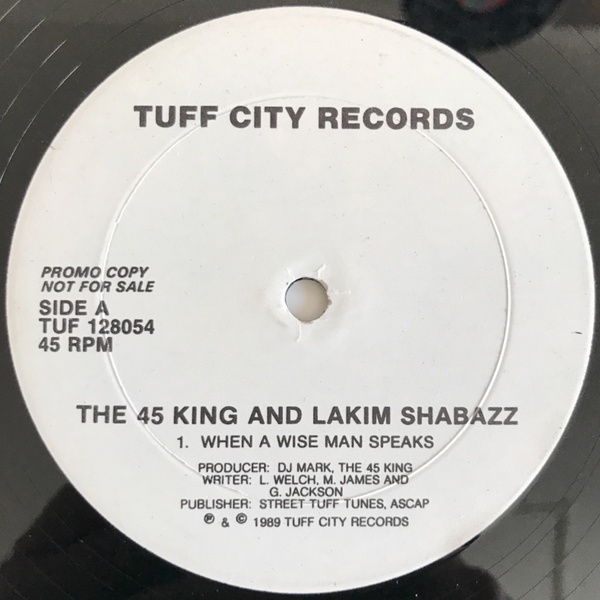 TUFF CITY RECORDS
PROMO COPY
NOT FOR SALE
SIDE A
TUF 128054
45 RPM
THE 45 KING AND LAKIM SHABAZZ
1. WHEN A WISE MAN SPEAKS
PRODUCER: DJ MARK, THE 45 KING
WRITER: L. WELCH, M. JAMES AND
G. JACKSON
PUBLISHER: STREET TUFF TUNES, ASCAP
℗ & © 1989 TUFF CITY RECORDS